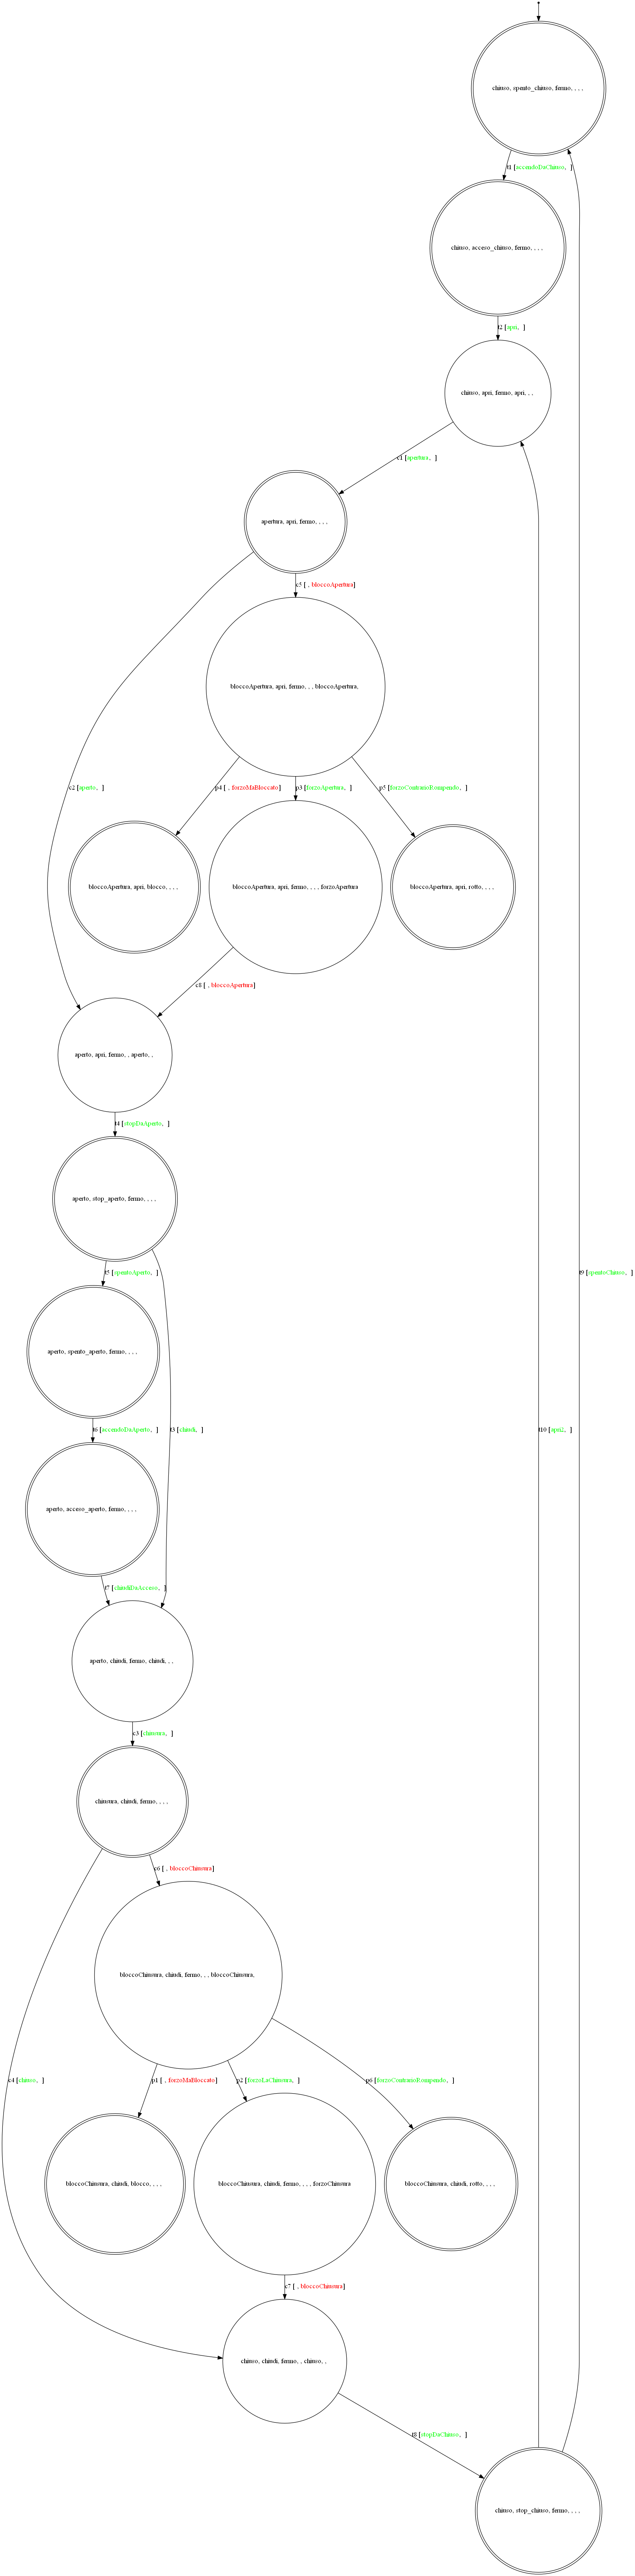 chiuso, spento_chiuso, fermo, , , ,
t1 [accendoDaChiuso, ]
chiuso, acceso_chiuso, fermo, , , ,
t2 [apri, ]
chiuso, apri, fermo, apri, , ,
c1 [apertura, ]
apertura, apri, fermo, , , ,
c5 [ , bloccoApertura]
bloccoApertura, apri, fermo, , , bloccoApertura,
c2 [aperto, ]
p4 [ , forzoMaBloccato]
p3 [forzoApertura, ]
p5 [forzoContrarioRompendo, ]
bloccoApertura, apri, blocco, , , ,
bloccoApertura, apri, fermo, , , , forzoApertura
bloccoApertura, apri, rotto, , , ,
c8 [ , bloccoApertura]
aperto, apri, fermo, , aperto, ,
t4 [stopDaAperto, ]
aperto, stop_aperto, fermo, , , ,
t5 [spentoAperto, ]
t9 [spentoChiuso, ]
aperto, spento_aperto, fermo, , , ,
t6 [accendoDaAperto, ]
t3 [chiudi, ]
t10 [apri2, ]
aperto, acceso_aperto, fermo, , , ,
t7 [chiudiDaAcceso, ]
aperto, chiudi, fermo, chiudi, , ,
c3 [chiusura, ]
chiusura, chiudi, fermo, , , ,
c6 [ , bloccoChiusura]
bloccoChiusura, chiudi, fermo, , , bloccoChiusura,
c4 [chiuso, ]
p1 [ , forzoMaBloccato]
p2 [forzoLaChiusura, ]
p6 [forzoContrarioRompendo, ]
bloccoChiusura, chiudi, blocco, , , ,
bloccoChiusura, chiudi, fermo, , , , forzoChiusura
bloccoChiusura, chiudi, rotto, , , ,
c7 [ , bloccoChiusura]
chiuso, chiudi, fermo, , chiuso, ,
t8 [stopDaChiuso, ]
chiuso, stop_chiuso, fermo, , , ,